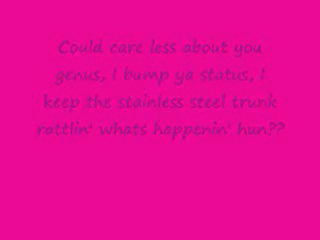 Could care less about you
genus, I bump ya status, I
keep the stainless steel trunk
rattlin' whats happenin' hun??